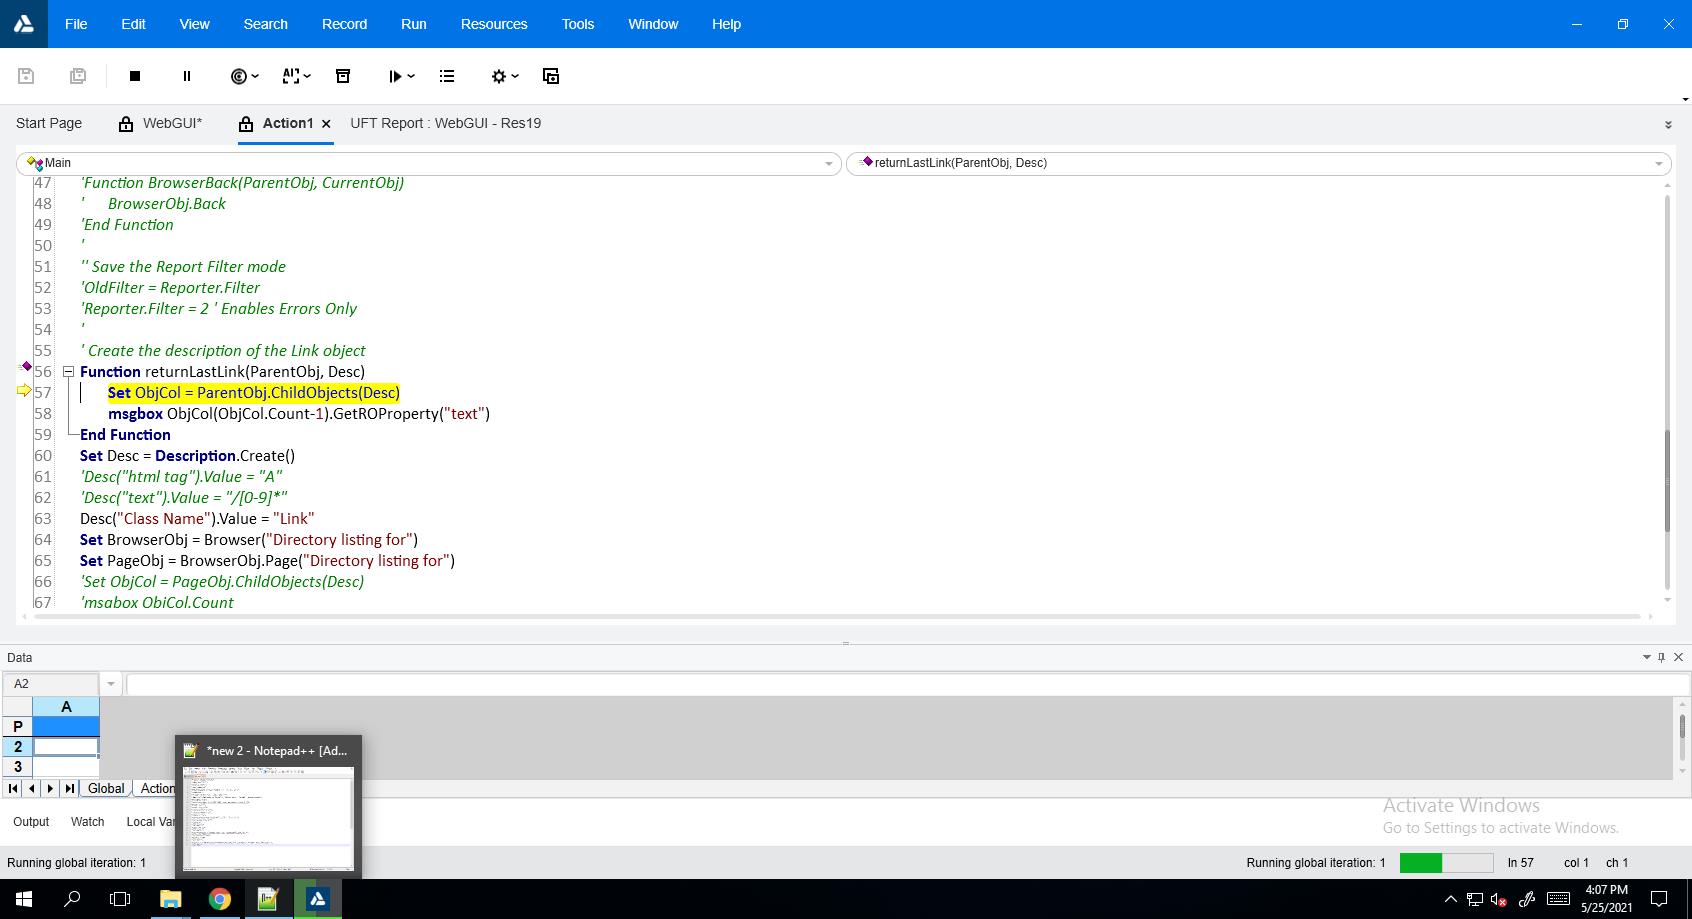 File Edit View Search Record Run Resources Tools Window Help
Start Page WebGUI* Action1 UFT Report : WebGUI - Res19
Main returnLastLink(ParentObj, Desc)
47 'Function BrowserBack(ParentObj, CurrentObj)
48 ' BrowserObj.Back
49 'End Function
50 '
51 '' Save the Report Filter mode
52 'OldFilter = Reporter.Filter
53 'Reporter.Filter = 2 ' Enables Errors Only
54 '
55 ' Create the description of the Link object
56 Function returnLastLink(ParentObj, Desc)
57 Set ObjCol = ParentObj.ChildObjects(Desc)
58 msgbox ObjCol(ObjCol.Count-1).GetROProperty("text")
59 End Function
60 Set Desc = Description.Create()
61 'Desc("html tag").Value = "A"
62 'Desc("text").Value = "/[0-9]*"
63 Desc("Class Name").Value = "Link"
64 Set BrowserObj = Browser("Directory listing for")
65 Set PageObj = BrowserObj.Page("Directory listing for")
66 'Set ObjCol = PageObj.ChildObjects(Desc)
67 'msgbox ObjCol.Count
Data
A2
A
P
2
3
*new 2 - Notepad++ [Ad...
Global Action
Activate Windows
Go to Settings to activate Windows.
Output Watch Local Var
Running global iteration: 1 Running global iteration: 1 ln 57 col 1 ch 1
4:07 PM
5/25/2021